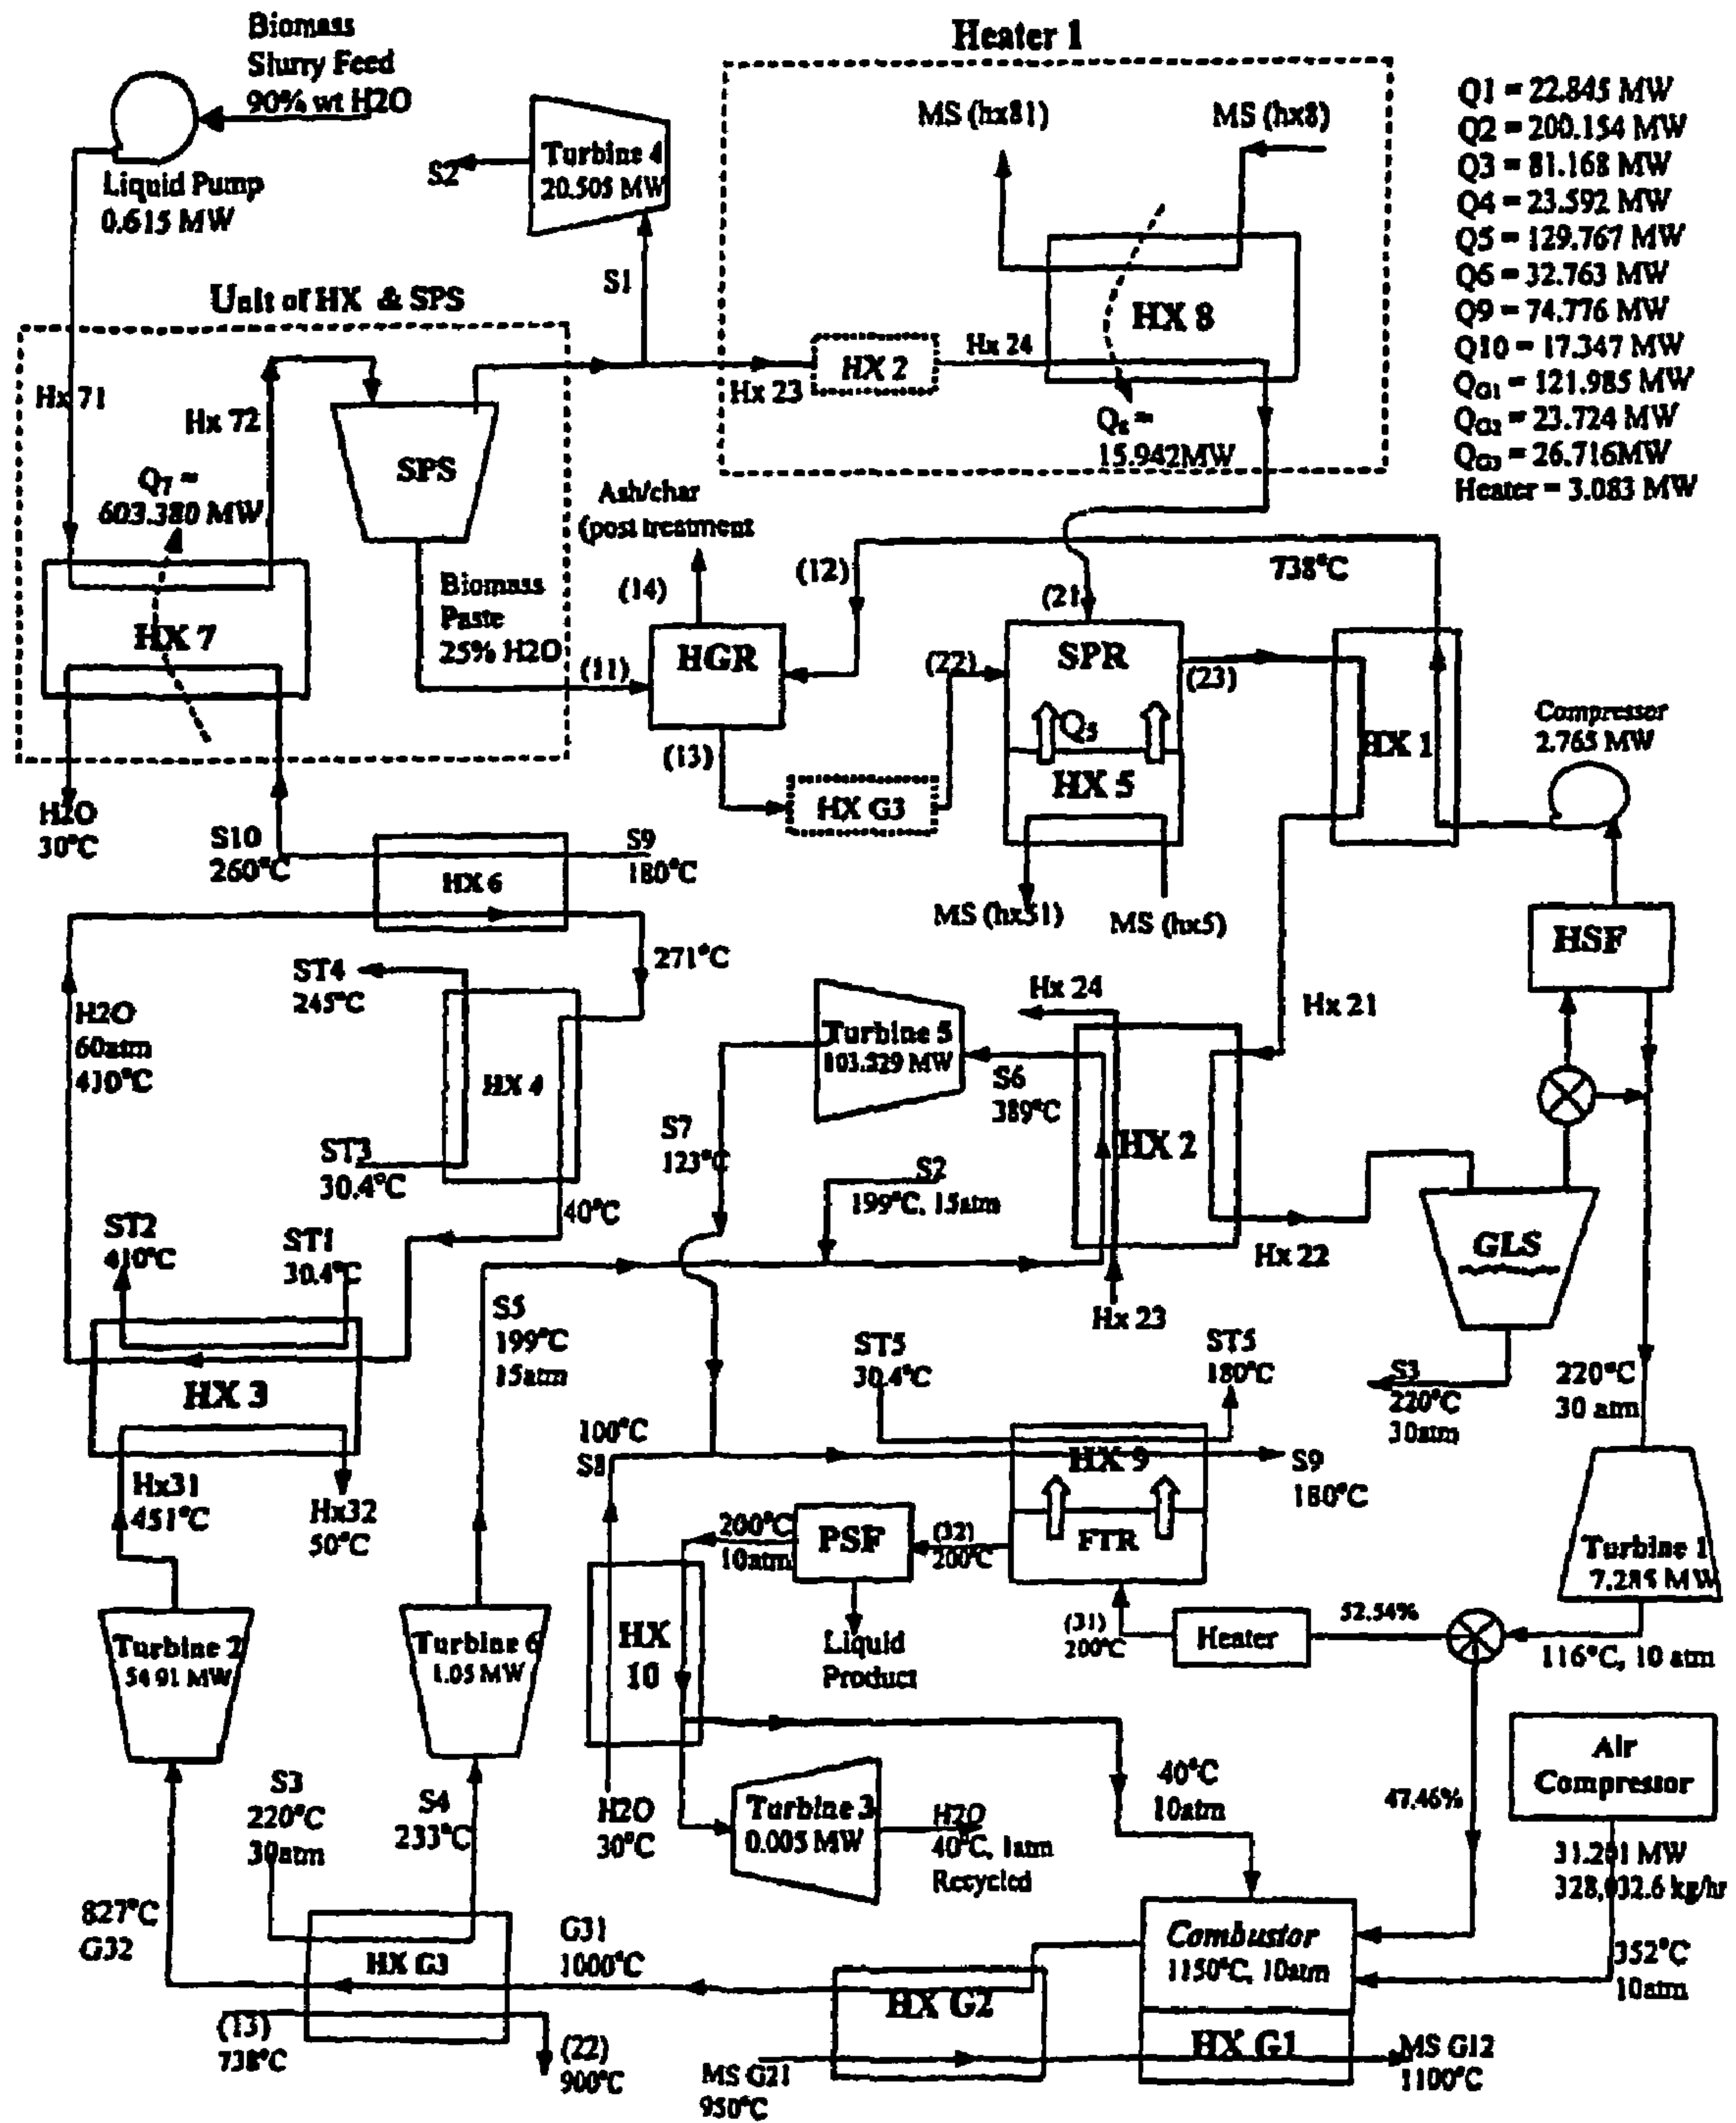 Biomass
Slurry Feed
90% wt H2O
Liquid Pump
0.615 MW
Turbine 4
20.505 MW
S2
S1
Heater 1
MS (hx81)
MS (hx8)
HX 8
HX 2
Hx 23
Hx 24
Q8 =
15.942MW
Q1 = 22.845 MW
Q2 = 200.154 MW
Q3 = 81.168 MW
Q4 = 23.592 MW
Q5 = 129.767 MW
Q6 = 32.763 MW
Q9 = 74.776 MW
Q10 = 17.347 MW
QG1 = 121.985 MW
QG2 = 23.724 MW
QG3 = 26.716MW
Heater = 3.083 MW
Unit of HX & SPS
Hx 71
Hx 72
SPS
Q7 =
603.380 MW
HX 7
Biomass
Paste
25% H2O
(11)
H2O
30°C
Ash/char
(post treatment
(14)
(12)
HGR
(13)
HX G3
(22)
(21
SPR
Q5
HX 5
(23)
738°C
HX 1
MS (hx51)
MS (hx5)
Compressor
2.765 MW
HSF
S10
260°C
HX 6
S9
180°C
271°C
H2O
60atm
410°C
ST4
245°C
HX 4
ST3
30.4°C
40°C
Turbine 5
103.529 MW
Hx 24
S6
389°C
HX 2
Hx 21
Hx 22
Hx 23
S7
123°C
S2
199°C, 15atm
GLS
S3
220°C
30atm
220°C
30 atm
ST2
410°C
ST1
30.4°C
HX 3
Hx31
451°C
Hx32
50°C
S5
199°C
15atm
ST5
30.4°C
ST5
180°C
100°C
S8
HX 9
FTR
S9
180°C
(32)
200°C
PSF
200°C
10atm
Liquid
Product
HX
10
(31)
200°C
Heater
52.54%
Turbine 1
7.285 MW
116°C, 10 atm
Turbine 2
54.91 MW
Turbine 6
1.05 MW
Turbine 3
0.005 MW
H2O
30°C
H2O
40°C, 1atm
Recycled
40°C
10atm
47.46%
Air
Compressor
31.201 MW
328,032.6 kg/hr
352°C
10atm
S3
220°C
30atm
S4
233°C
827°C
G32
HX G3
G31
1000°C
(13)
738°C
(22)
900°C
HX G2
MS G21
950°C
Combustor
1150°C, 10atm
HX G1
MS G12
1100°C